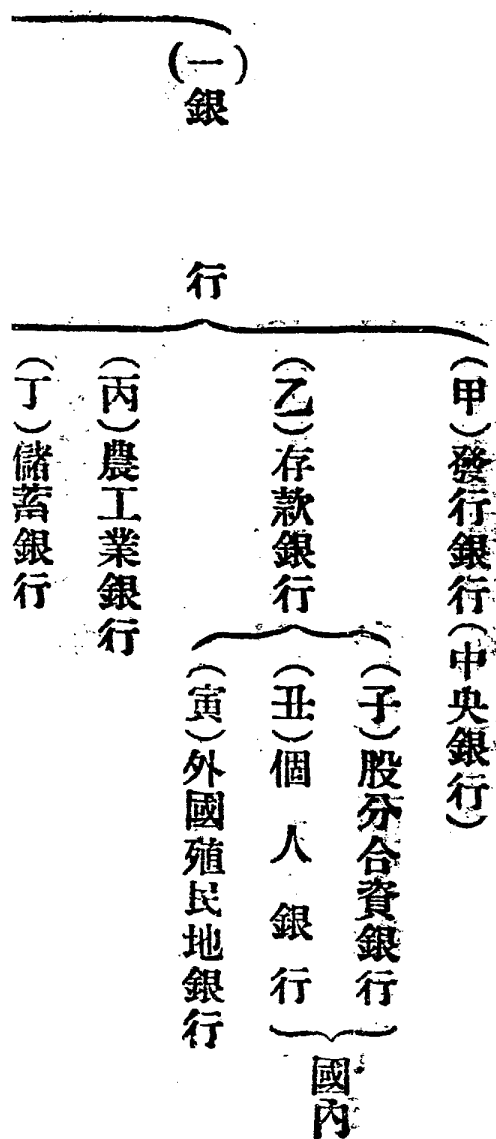 (一)銀行
(甲)發行銀行(中央銀行)
(乙)存款銀行
(子)股分合資銀行
(丑)個人銀行
國內
(寅)外國殖民地銀行
(丙)農工業銀行
(丁)儲蓄銀行